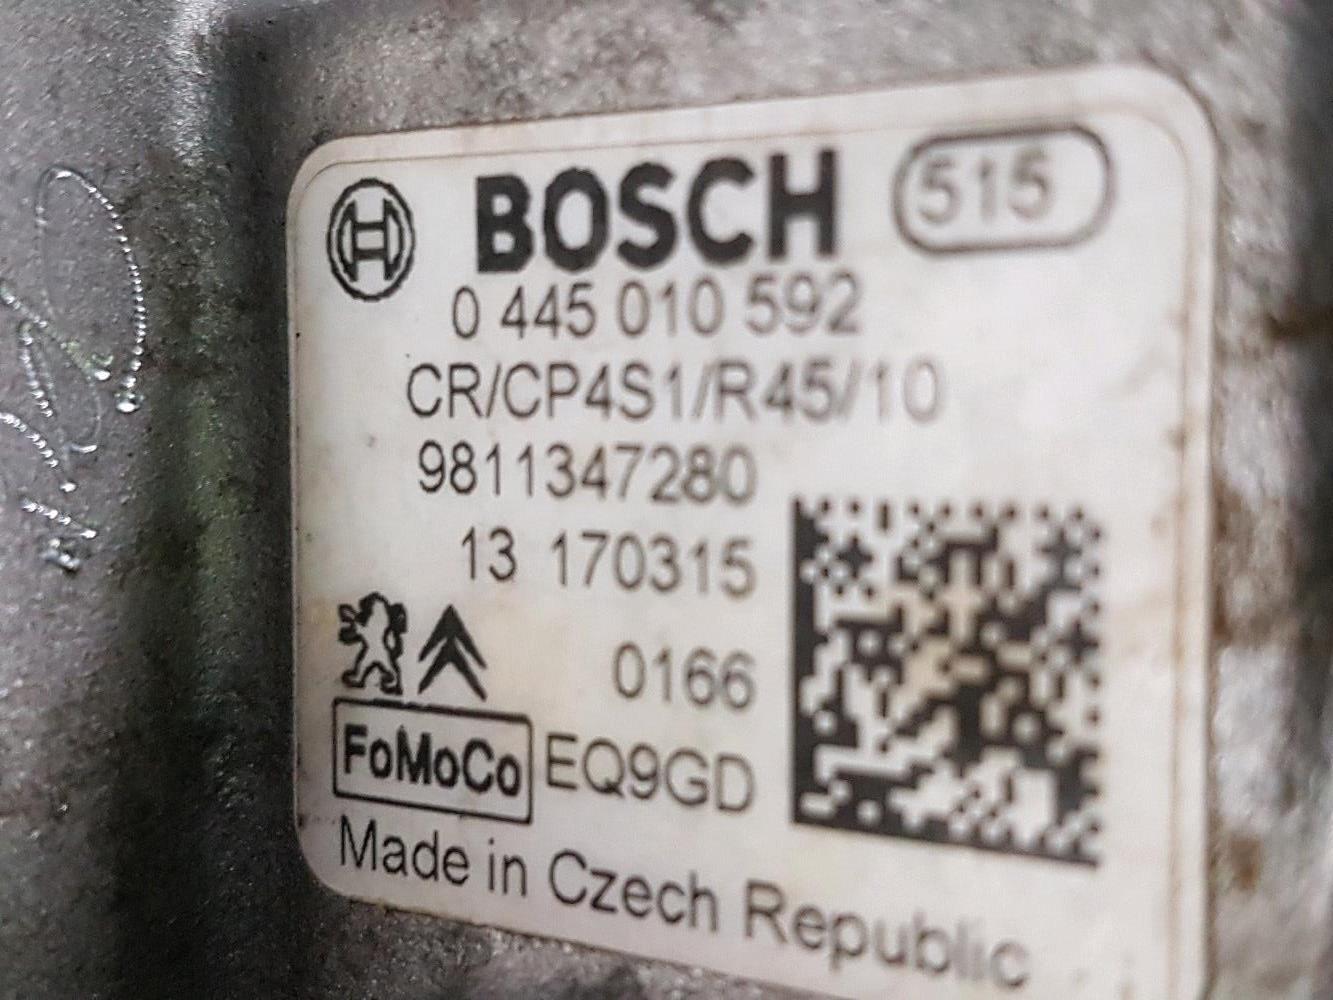 BOSCH 515
0 445 010 592
CR/CP4S1/R45/10
9811347280
13 170315
0166
FoMoCo EQ9GD
Made in Czech Republic